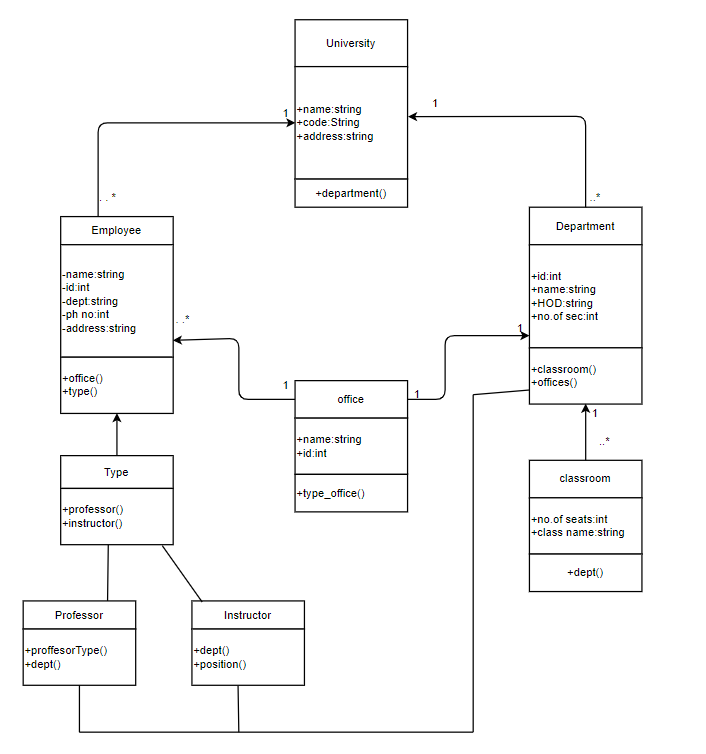 University
1
+name:string
+code:String
+address:string
+department()
1
. . *
Employee
-name:string
-id:int
-dept:string
-ph no:int
-address:string
+office()
+type()
..*
Department
+id:int
+name:string
+HOD:string
+no.of sec:int
+classroom()
+offices()
. .*
1
1
office
+name:string
+id:int
+type_office()
1
1
1
..*
classroom
+no.of seats:int
+class name:string
+dept()
Type
+professor()
+instructor()
Professor
+proffesorType()
+dept()
Instructor
+dept()
+position()